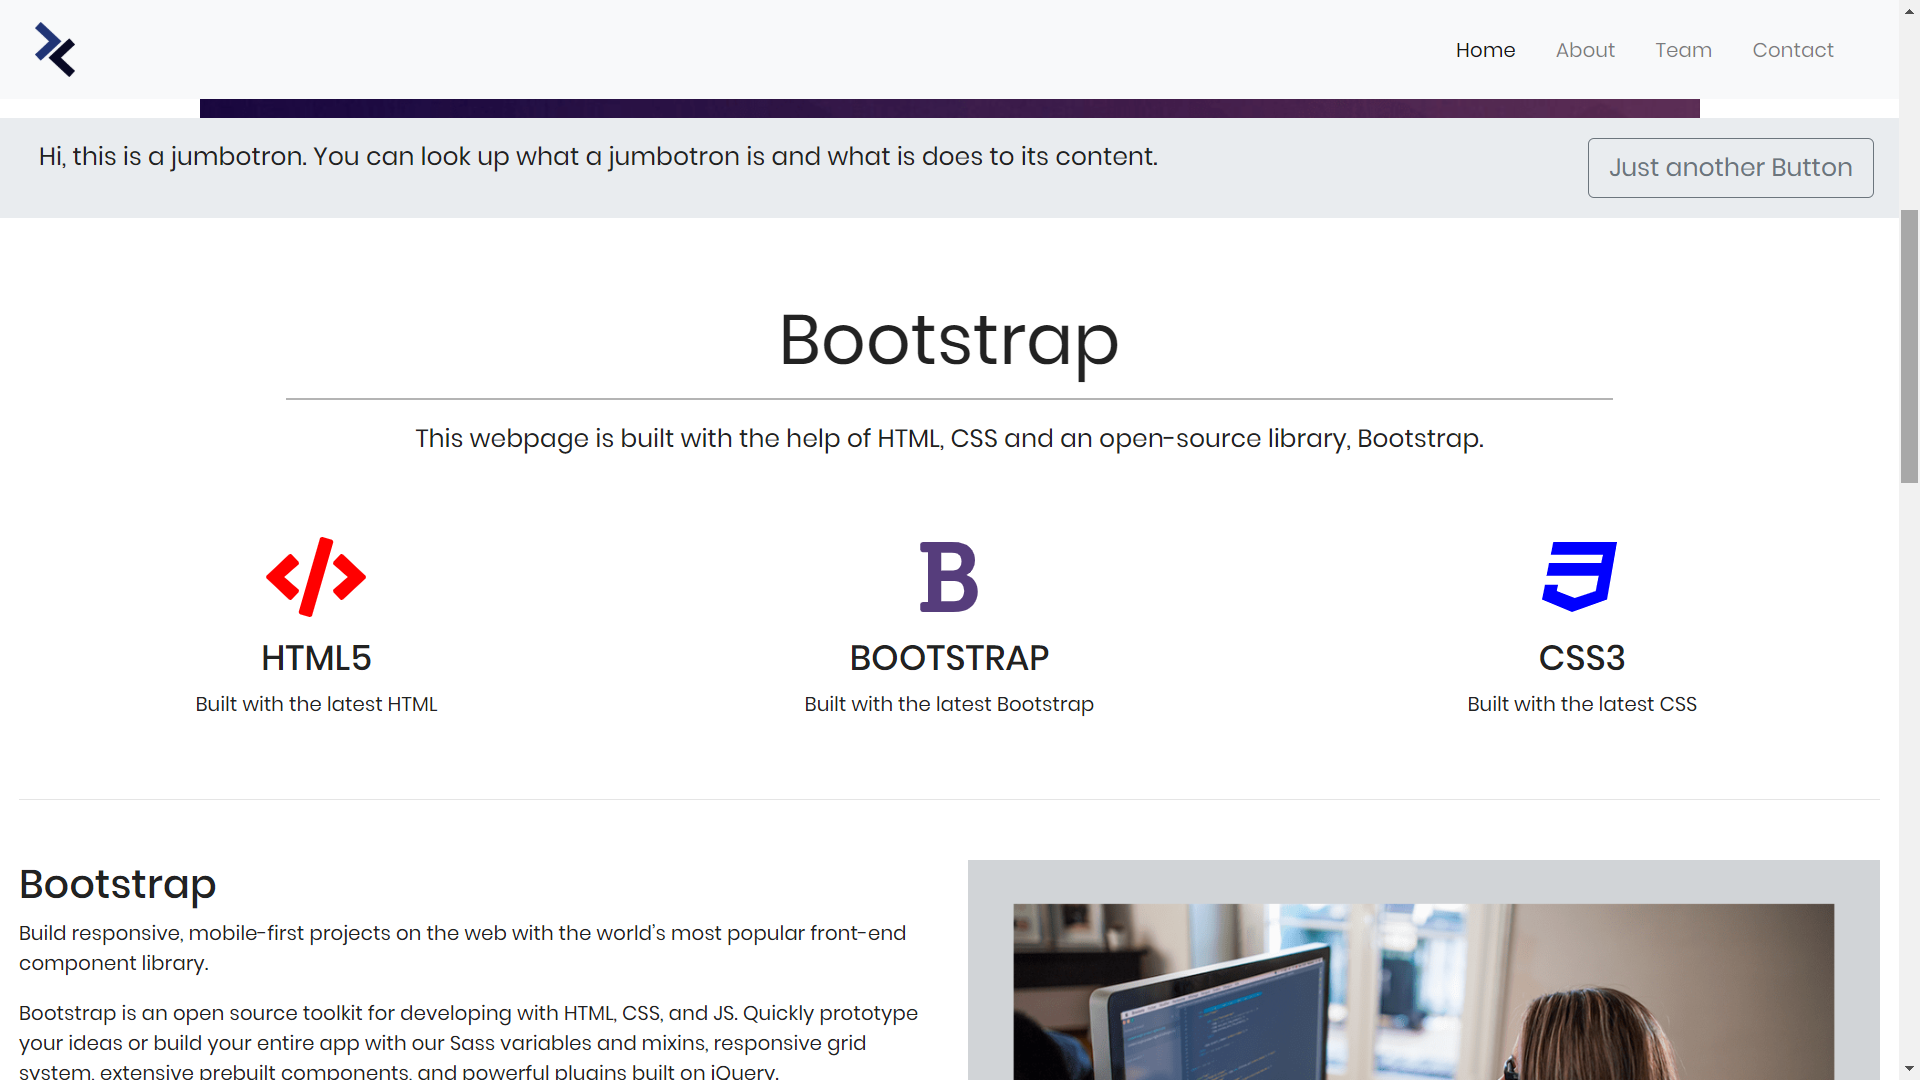 Home About Team Contact
Hi, this is a jumbotron. You can look up what a jumbotron is and what is does to its content.
Just another Button
Bootstrap
This webpage is built with the help of HTML, CSS and an open-source library, Bootstrap.
HTML5
Built with the latest HTML
BOOTSTRAP
Built with the latest Bootstrap
CSS3
Built with the latest CSS
Bootstrap
Build responsive, mobile-first projects on the web with the world’s most popular front-end
component library.
Bootstrap is an open source toolkit for developing with HTML, CSS, and JS. Quickly prototype
your ideas or build your entire app with our Sass variables and mixins, responsive grid
system, extensive prebuilt components, and powerful plugins built on jQuery.